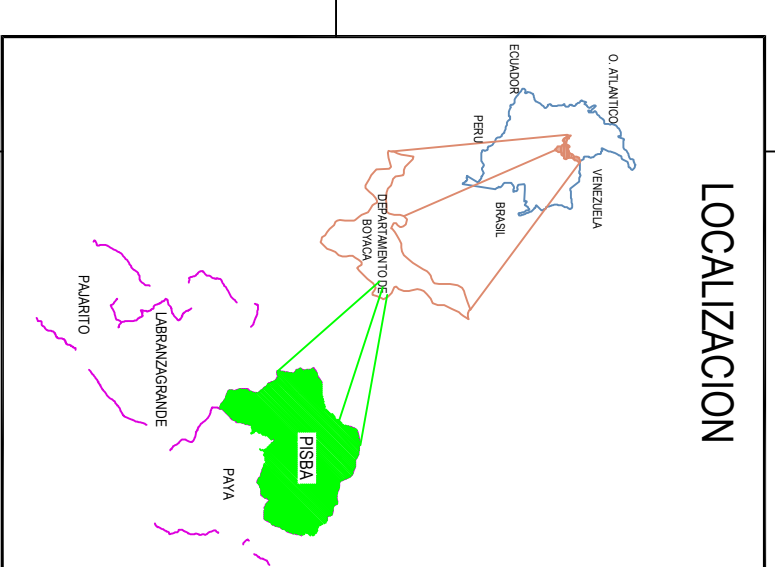 LOCALIZACION
O. ATLANTICO
VENEZUELA
ECUADOR
PERU
BRASIL
DEPARTAMENTO DE
BOYACA
PISBA
PAYA
LABRANZAGRANDE
PAJARITO